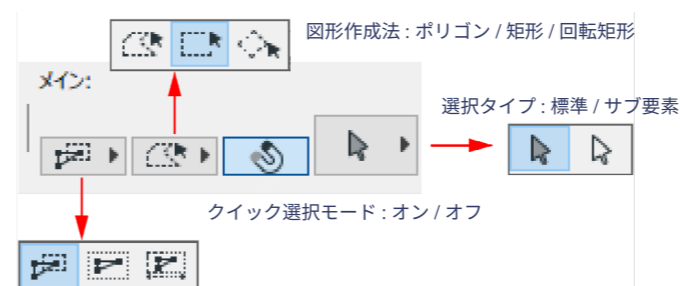 図形作成法 : ポリゴン / 矩形 / 回転矩形
メイン:
選択タイプ : 標準 / サブ要素
クイック選択モード : オン / オフ